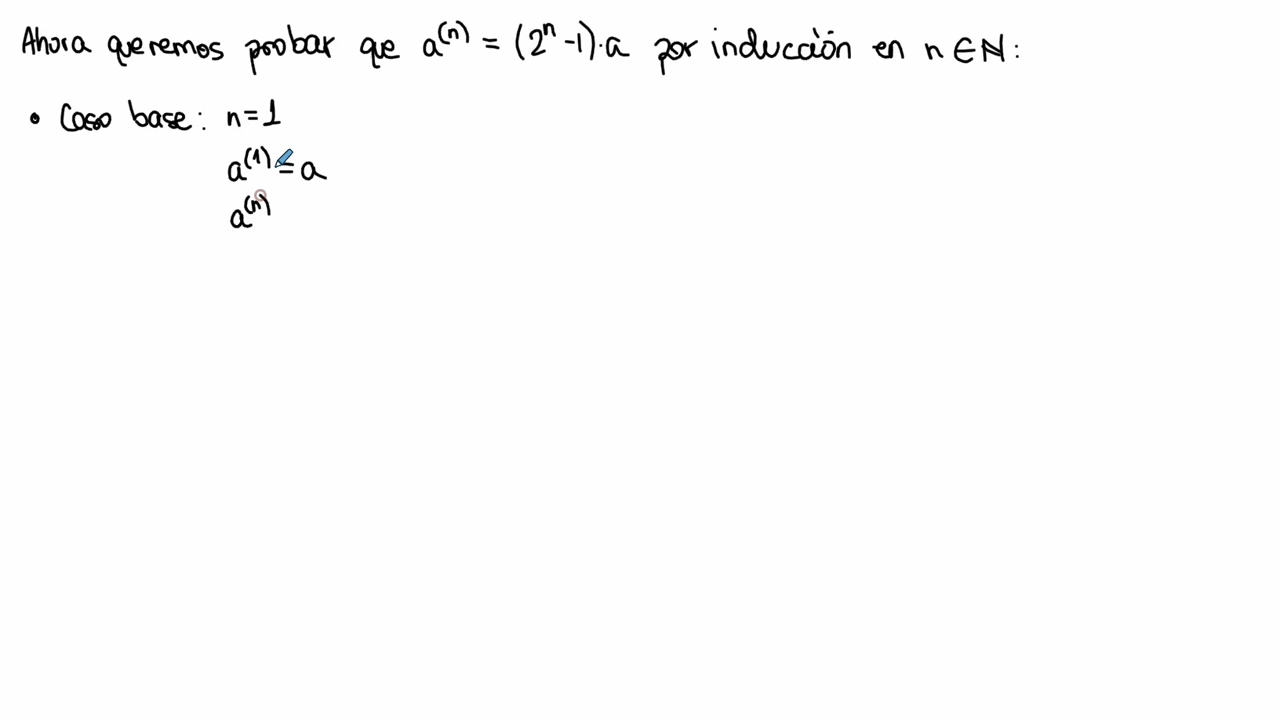 Ahora queremos probar que a^(n) = (2^n -1)·a por inducción en n ∈ ℕ:
• Caso base: n=1
a^(1) = a
a^(n)